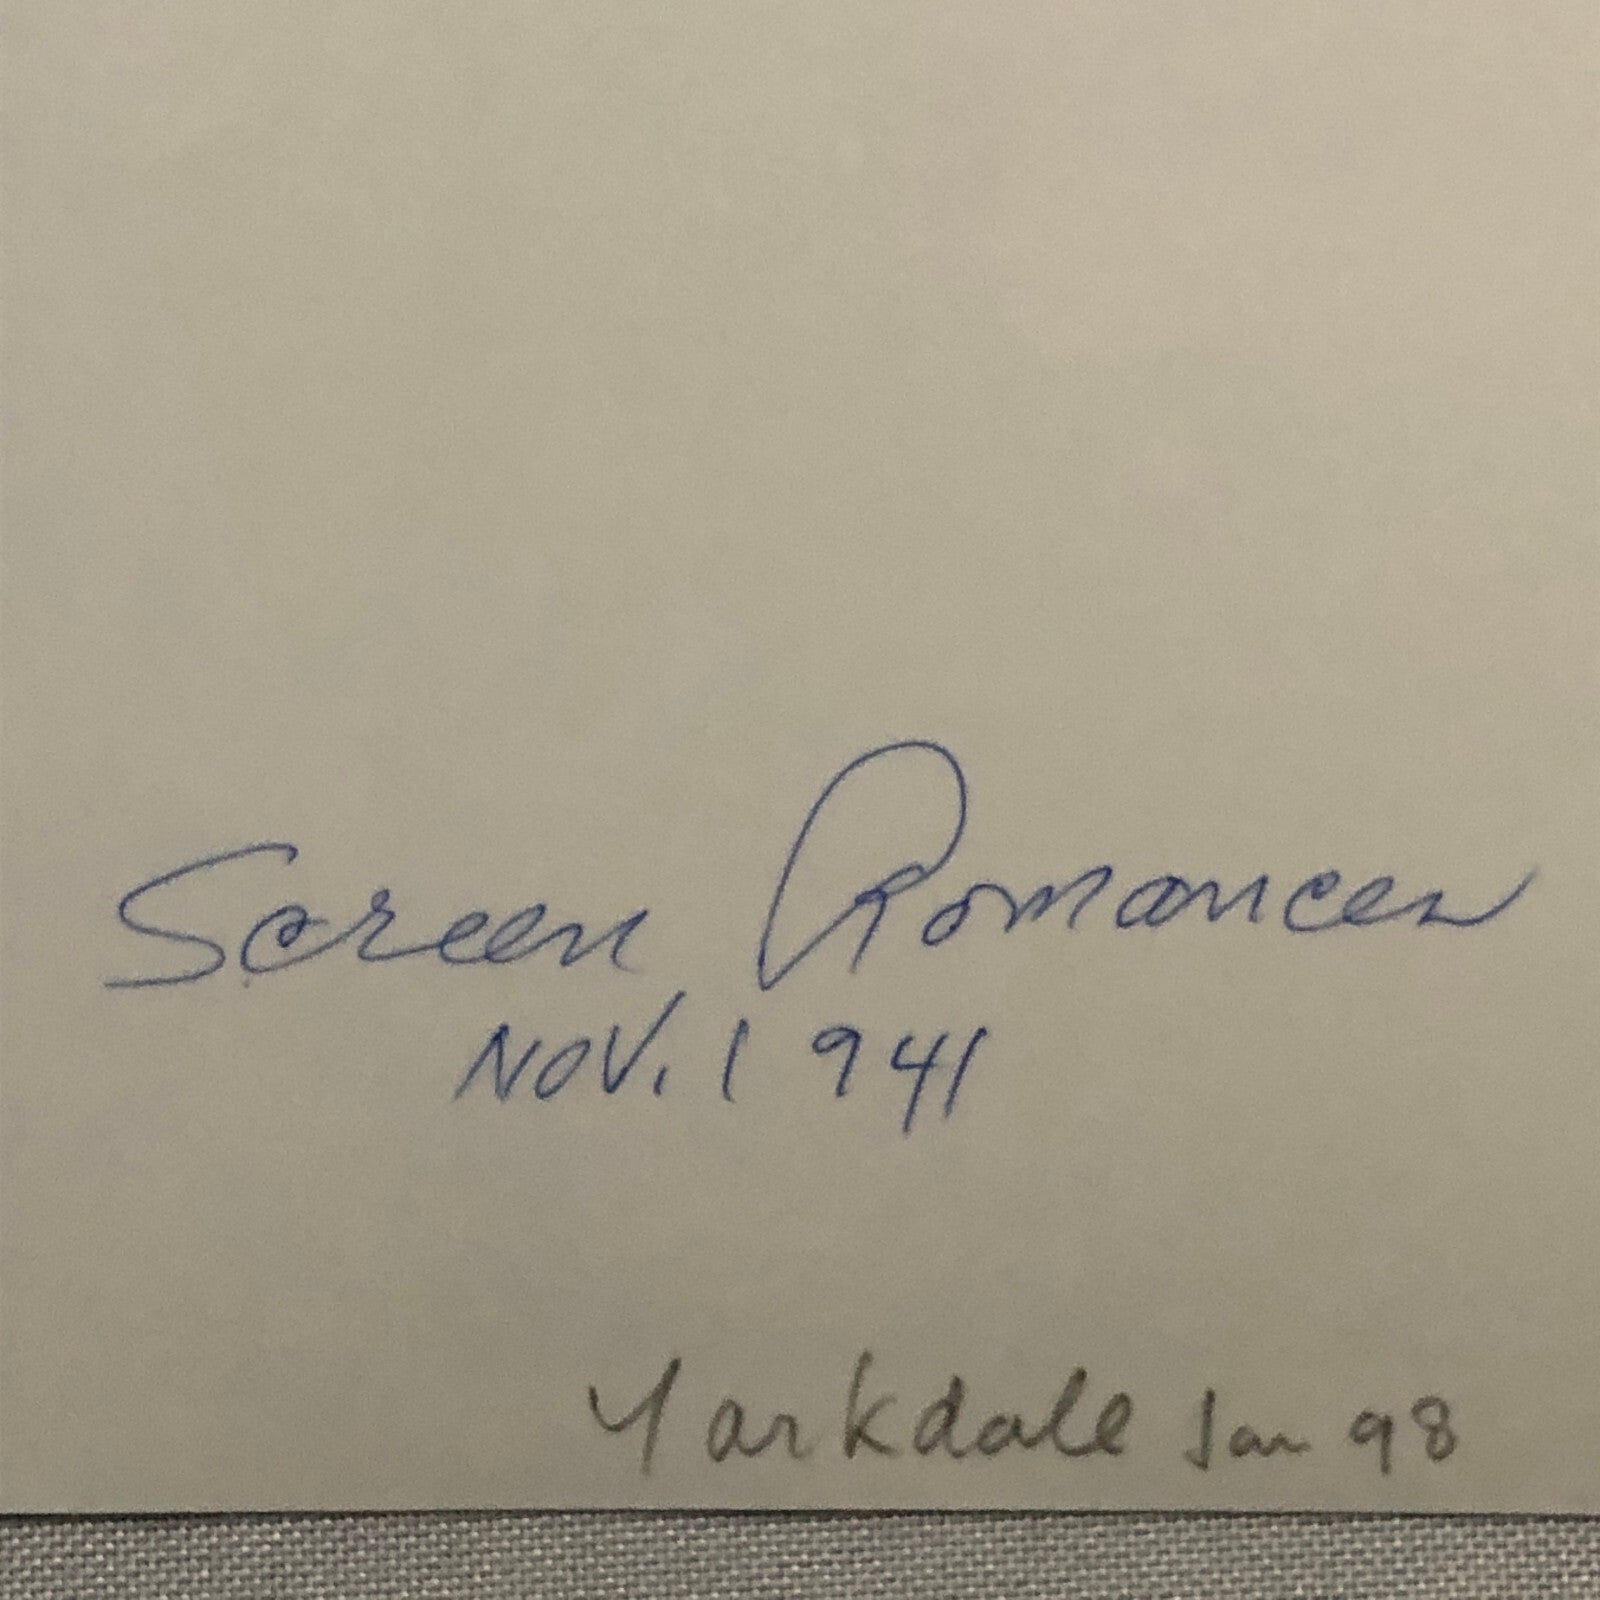 Screen Romances
NOV. 1941
Yorkdale Jan 98